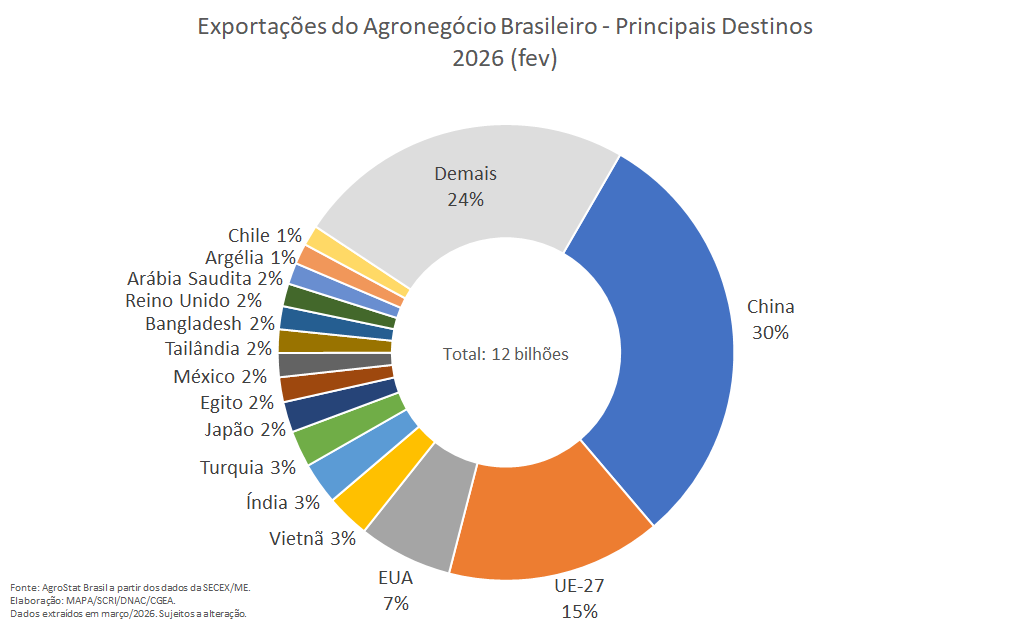 Exportações do Agronegócio Brasileiro - Principais Destinos
2026 (fev)
Demais
24%
Chile 1%
Argélia 1%
Arábia Saudita 2%
Reino Unido 2%
Bangladesh 2%
Tailândia 2%
México 2%
Egito 2%
Japão 2%
Turquia 3%
Índia 3%
Vietnã 3%
EUA
7%
UE-27
15%
China
30%
Total: 12 bilhões
Fonte: AgroStat Brasil a partir dos dados da SECEX/ME.
Elaboração: MAPA/SCRI/DNAC/CGEA.
Dados extraídos em março/2026. Sujeitos a alteração.